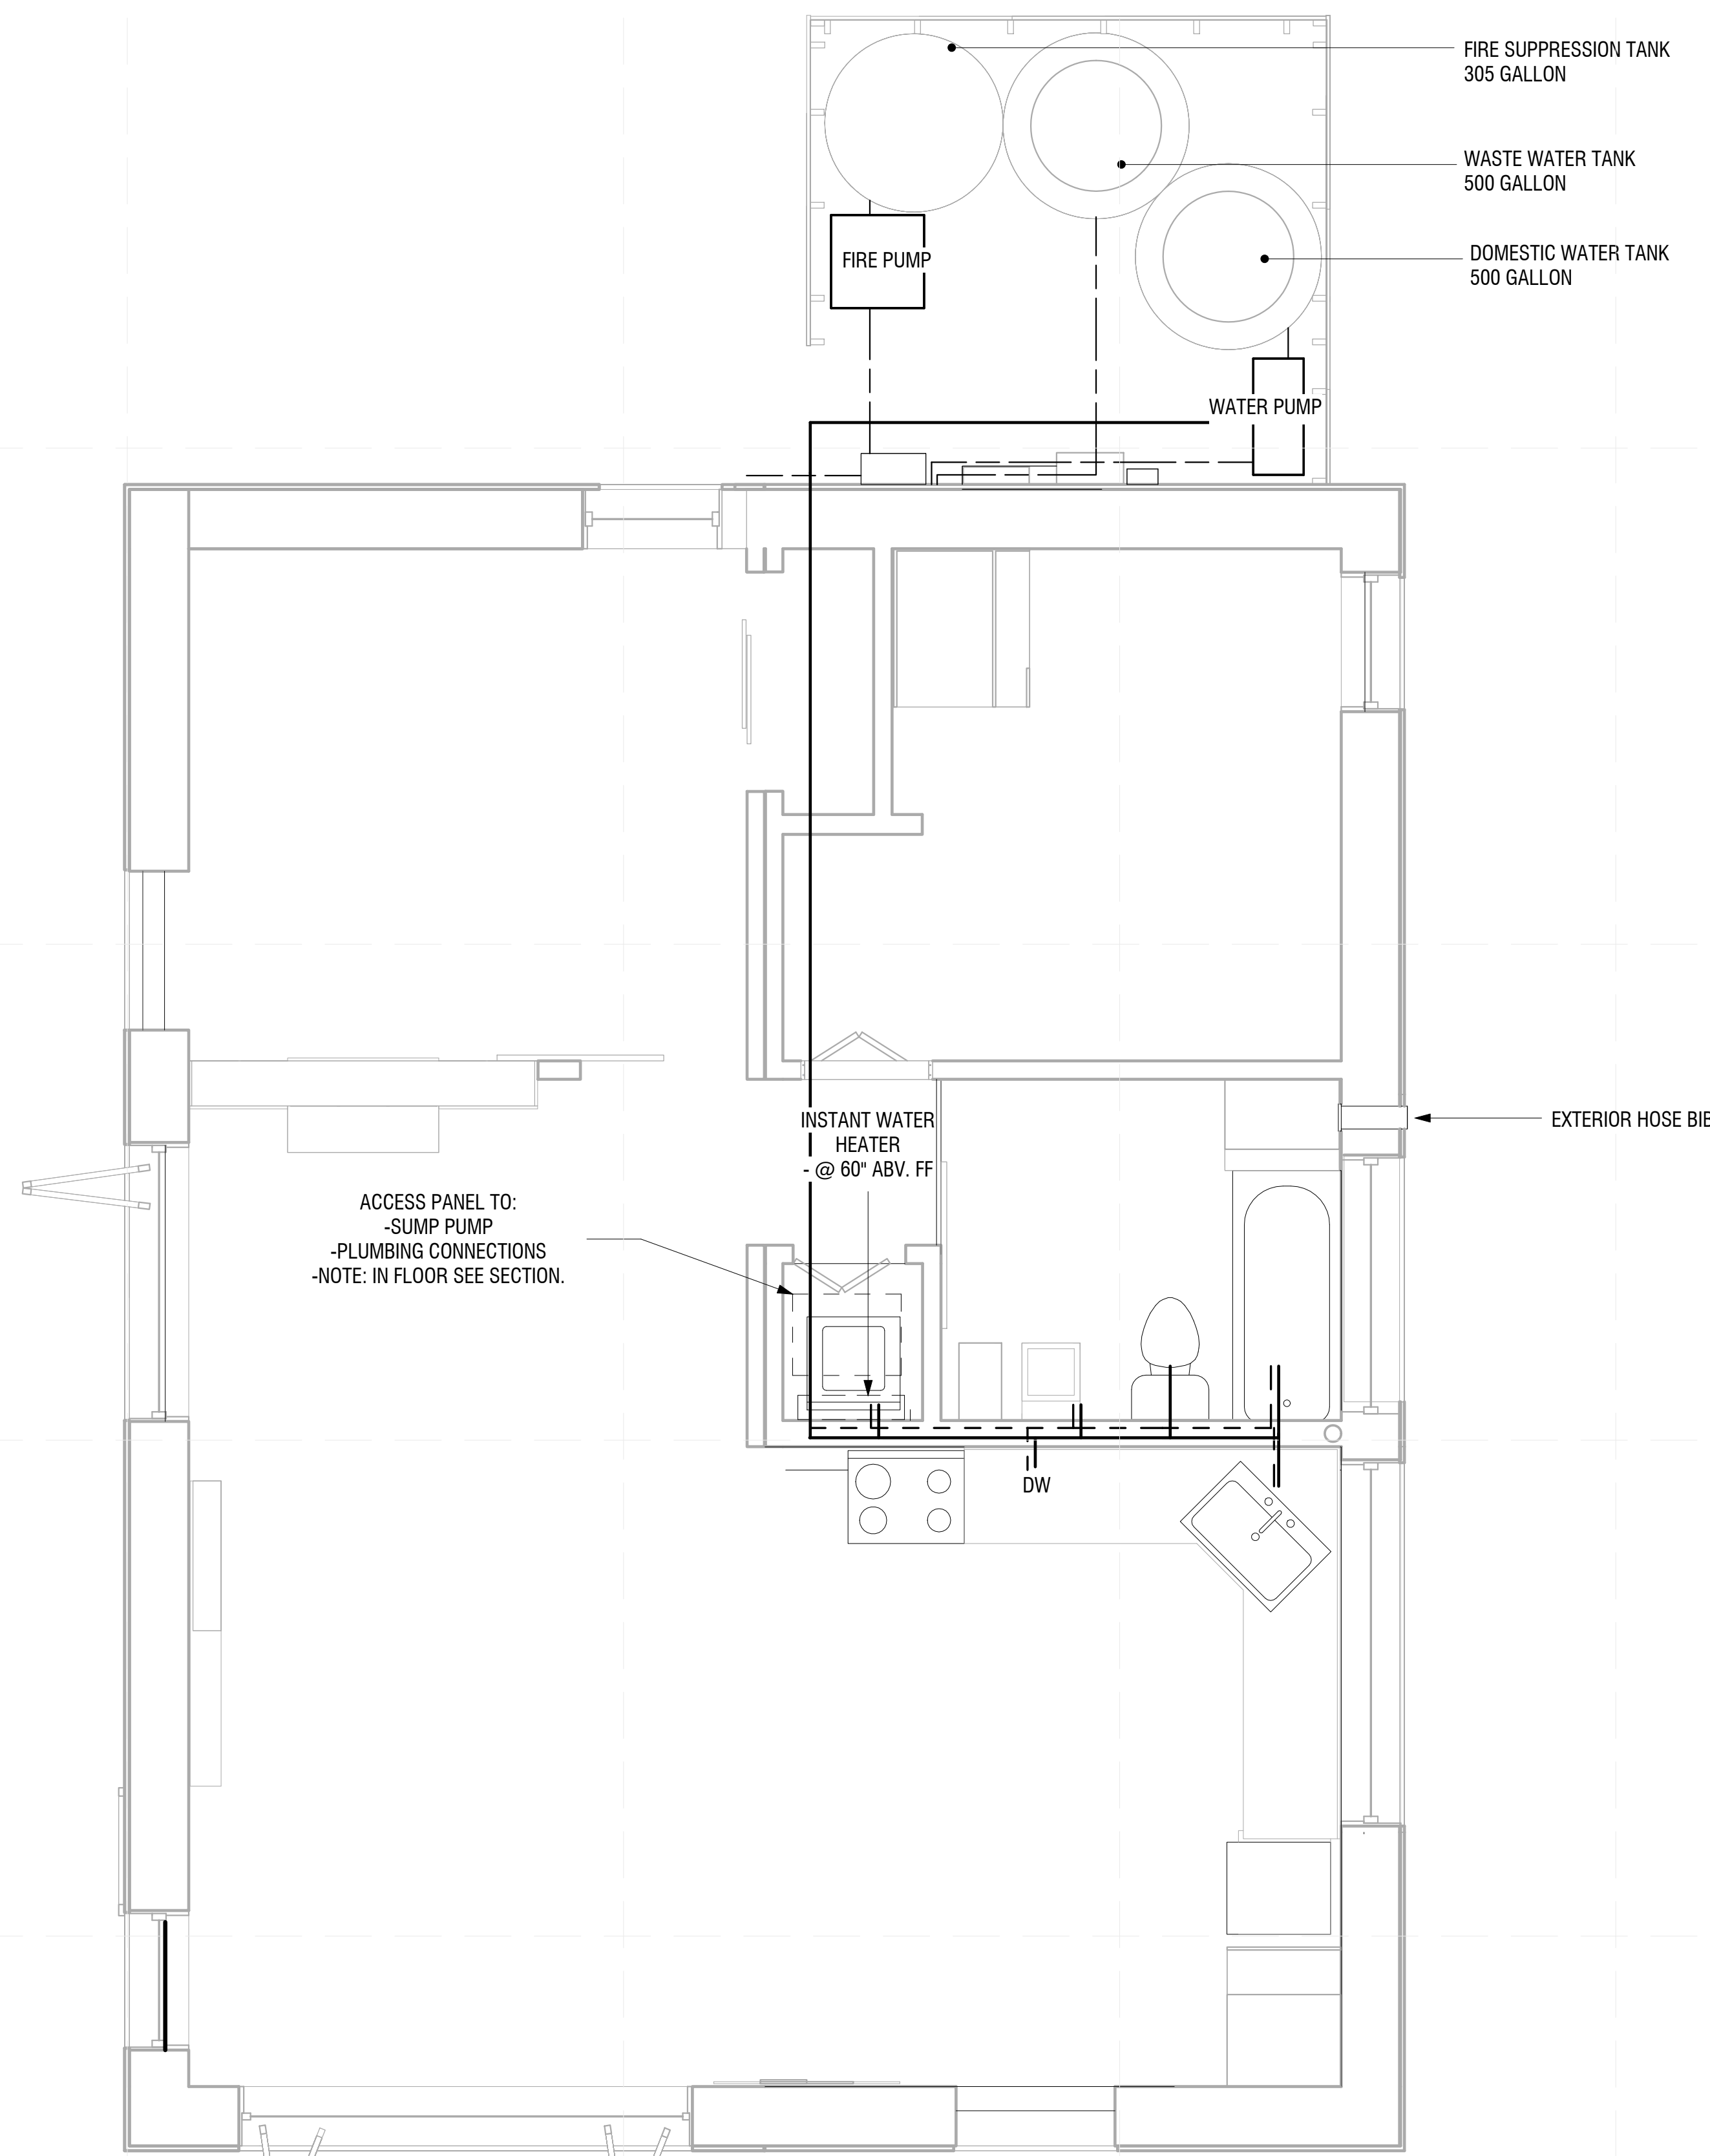 FIRE SUPPRESSION TANK
305 GALLON
WASTE WATER TANK
500 GALLON
DOMESTIC WATER TANK
500 GALLON
FIRE PUMP
WATER PUMP
INSTANT WATER
HEATER
- @ 60" ABV. FF
EXTERIOR HOSE BIB
ACCESS PANEL TO:
-SUMP PUMP
-PLUMBING CONNECTIONS
-NOTE: IN FLOOR SEE SECTION.
DW